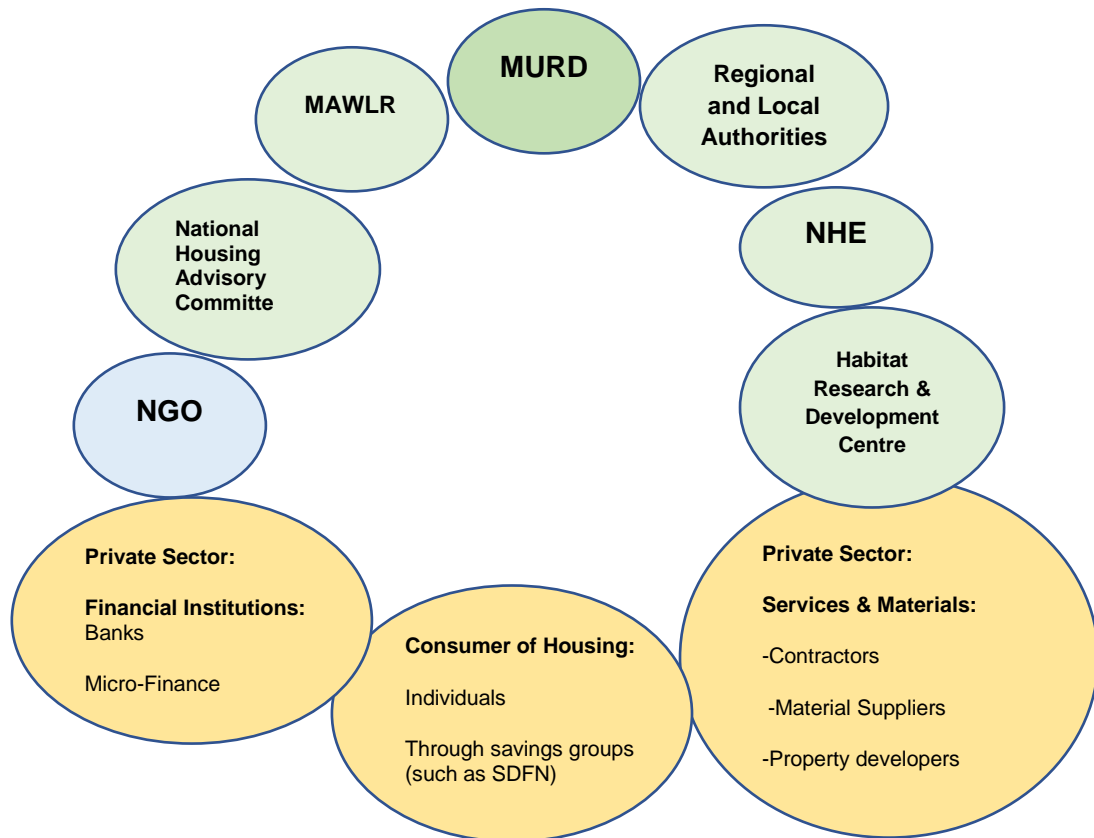 MURD
MAWLR
Regional
and Local
Authorities
National
Housing
Advisory
Committe
NHE
Habitat
Research &
Development
Centre
NGO
Private Sector:
Financial Institutions:
Banks
Micro-Finance
Consumer of Housing:
Individuals
Through savings groups
(such as SDFN)
Private Sector:
Services & Materials:
-Contractors
-Material Suppliers
-Property developers